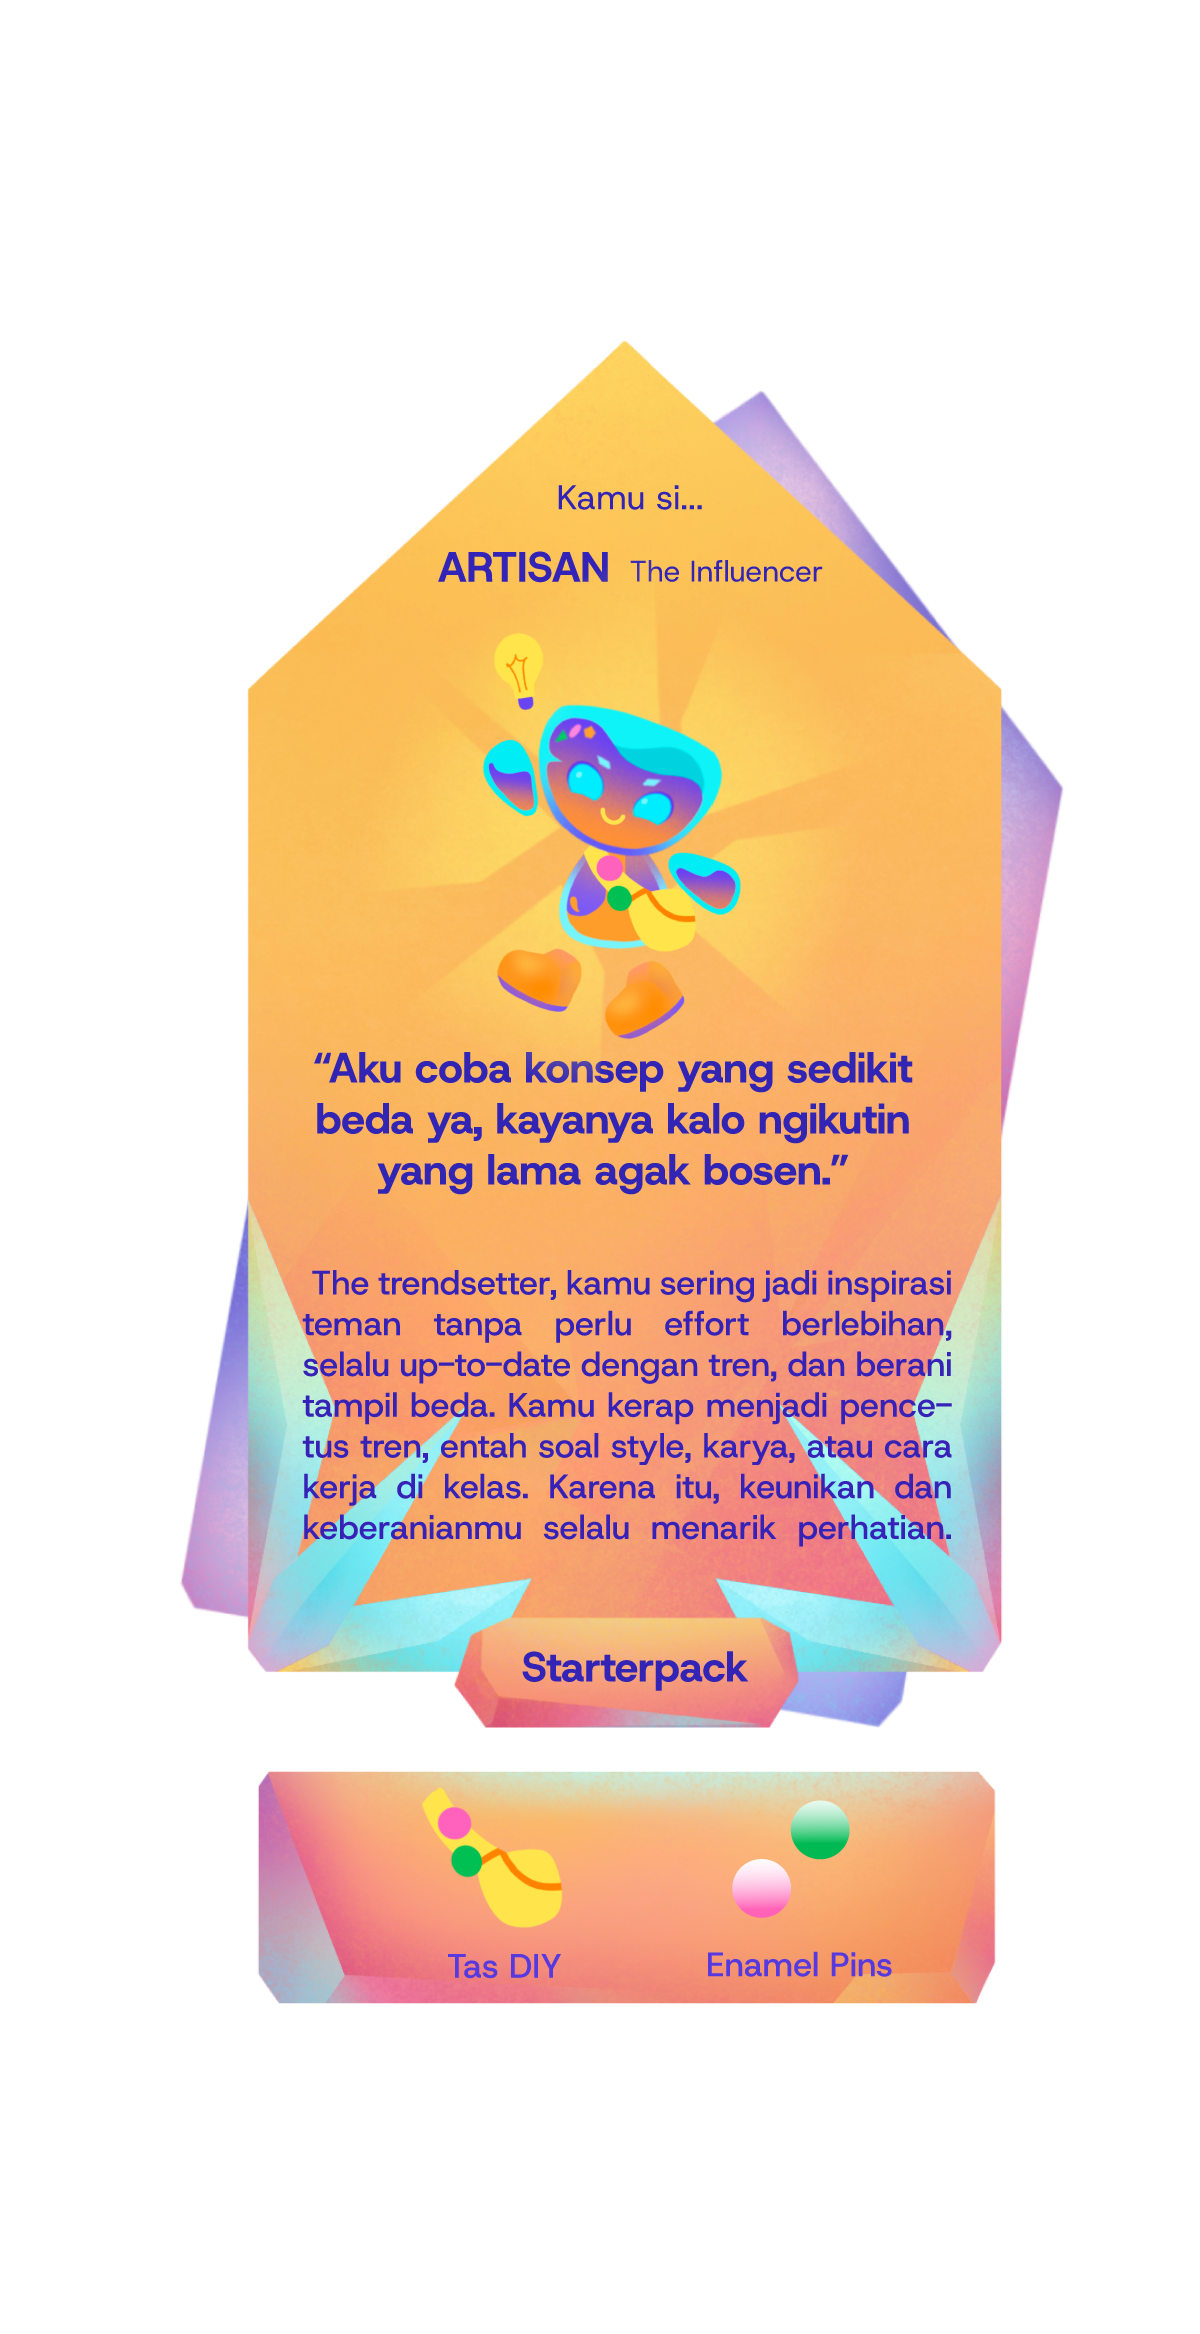 Kamu si...
ARTISAN The Influencer
“Aku coba konsep yang sedikit
beda ya, kayanya kalo ngikutin
yang lama agak bosen.”
The trendsetter, kamu sering jadi inspirasi
teman tanpa perlu effort berlebihan,
selalu up-to-date dengan tren, dan berani
tampil beda. Kamu kerap menjadi pence-
tus tren, entah soal style, karya, atau cara
kerja di kelas. Karena itu, keunikan dan
keberanianmu selalu menarik perhatian.
Starterpack
Tas DIY
Enamel Pins